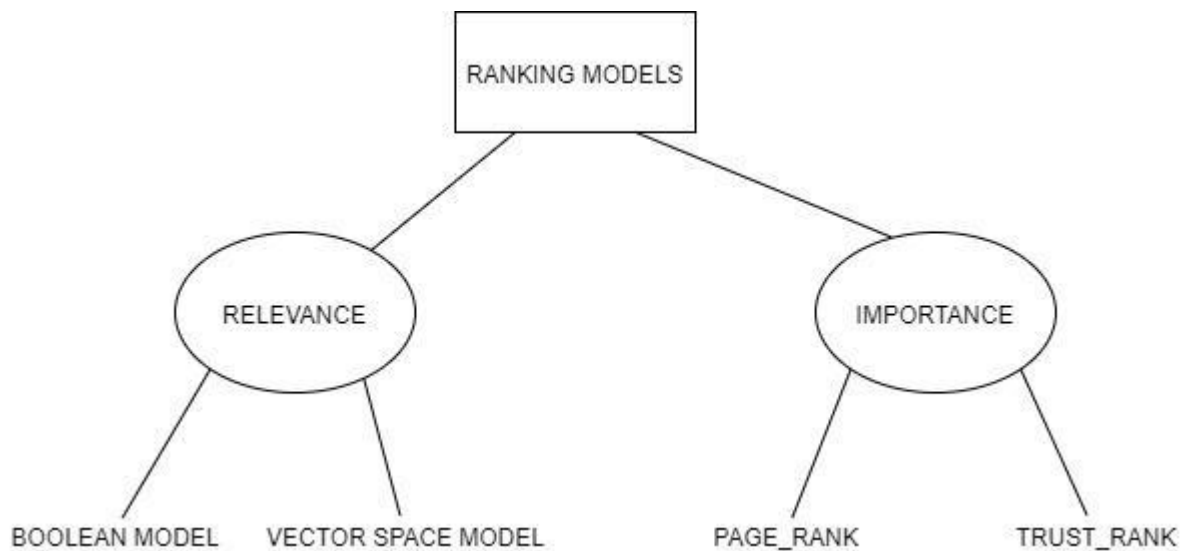 RANKING MODELS
RELEVANCE
IMPORTANCE
BOOLEAN MODEL
VECTOR SPACE MODEL
PAGE_RANK
TRUST_RANK